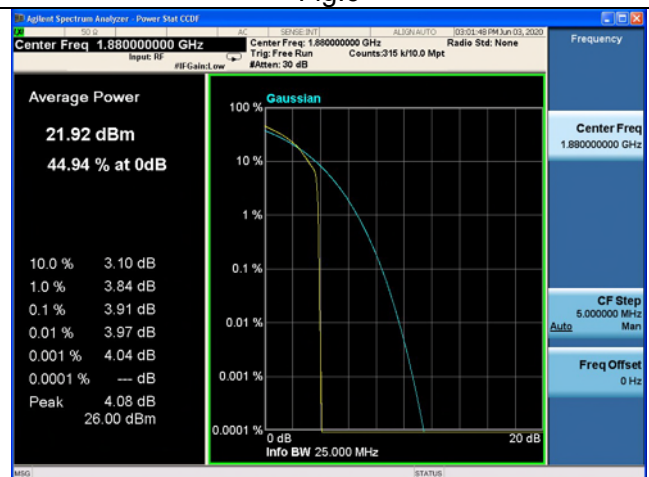 Agilent Spectrum Analyzer - Power Stat CCDF
50 Ω AC SENSE:INT ALIGN AUTO 03:01:48 PM Jun 03, 2020
Center Freq 1.880000000 GHz
Input: RF
#IFGain:Low
Center Freq: 1.880000000 GHz
Radio Std: None
Trig: Free Run Counts:315 k/10.0 Mpt
#Atten: 30 dB
Frequency
Average Power
21.92 dBm
44.94 % at 0dB
10.0 % 3.10 dB
1.0 % 3.84 dB
0.1 % 3.91 dB
0.01 % 3.97 dB
0.001 % 4.04 dB
0.0001 % --- dB
Peak 4.08 dB
26.00 dBm
Gaussian
100 %
10 %
1 %
0.1 %
0.01 %
0.001 %
0.0001 %
0 dB 20 dB
Info BW 25.000 MHz
Center Freq
1.880000000 GHz
CF Step
5.000000 MHz
Auto Man
Freq Offset
0 Hz
MSG STATUS